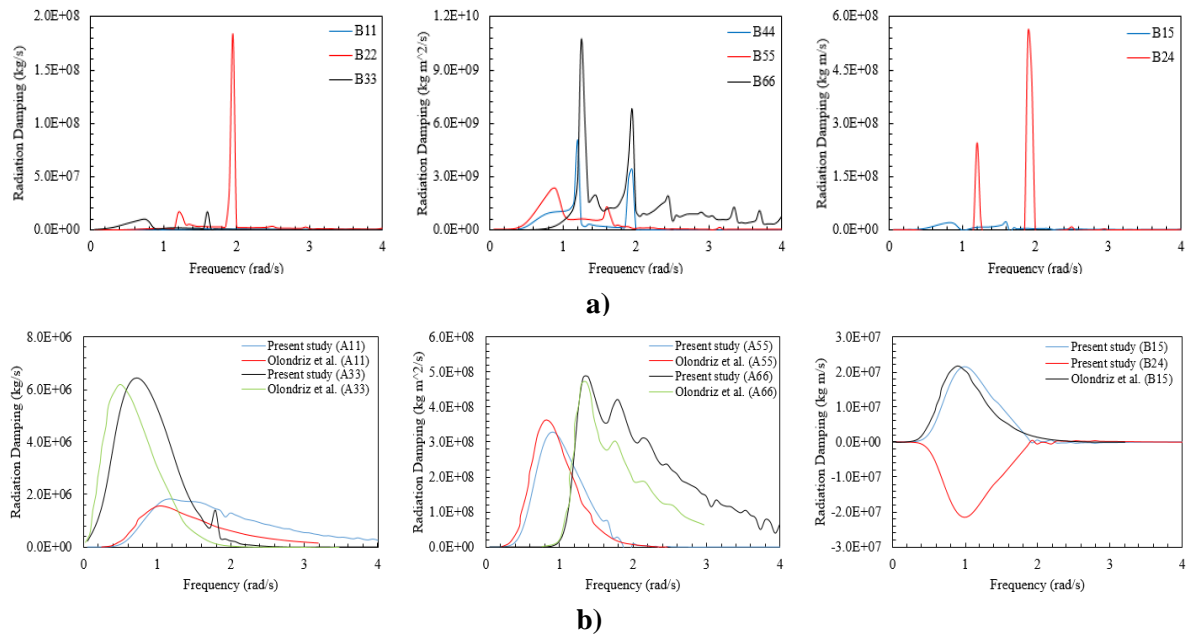 Radiation Damping (kg/s)
2.0E+08
1.5E+08
1.0E+08
5.0E+07
0.0E+00
0 1 2 3 4
Frequency (rad/s)
B11
B22
B33
Radiation Damping (kg m^2/s)
1.2E+10
9.0E+09
6.0E+09
3.0E+09
0.0E+00
0 1 2 3 4
Frequency (rad/s)
B44
B55
B66
Radiation Damping (kg m/s)
6.0E+08
4.5E+08
3.0E+08
1.5E+08
0.0E+00
0 1 2 3 4
Frequency (rad/s)
B15
B24
a)
Radiation Damping (kg/s)
8.0E+06
6.0E+06
4.0E+06
2.0E+06
0.0E+00
0 1 2 3 4
Frequency (rad/s)
Present study (A11)
Olondriz et al. (A11)
Present study (A33)
Olondriz et al. (A33)
Radiation Damping (kg m^2/s)
6.0E+08
5.0E+08
4.0E+08
3.0E+08
2.0E+08
1.0E+08
0.0E+00
0 1 2 3 4
Frequency (rad/s)
Present study (A55)
Olondriz et al. (A55)
Present study (A66)
Olondriz et al. (A66)
Radiation Damping (kg m/s)
3.0E+07
2.0E+07
1.0E+07
0.0E+00
-1.0E+07
-2.0E+07
-3.0E+07
0 1 2 3 4
Frequency (rad/s)
Present study (B15)
Present study (B24)
Olondriz et al. (B15)
b)